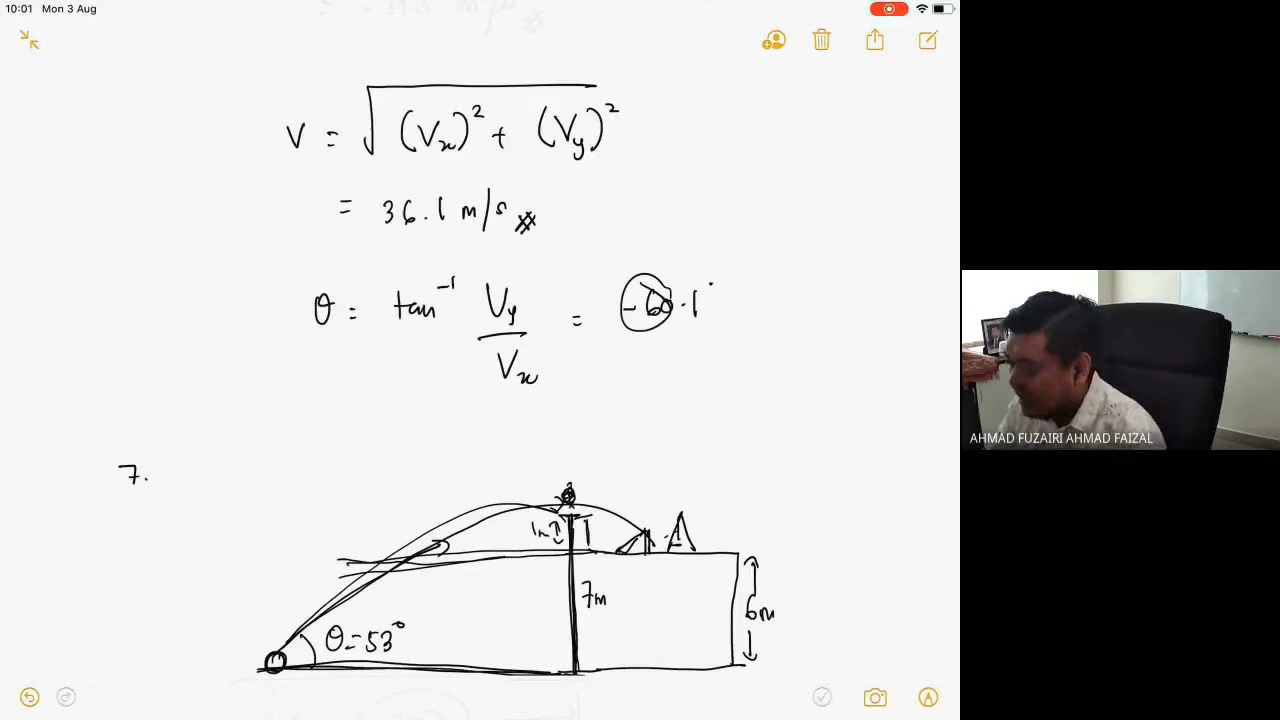 10:01 Mon 3 Aug
V = √(Vx)² + (Vy)²
= 36.1 m/s
θ = tan⁻¹ Vy/Vx = -60.1°
7.
1m
7m
6m
θ=53°
AHMAD FUZAIRI AHMAD FAIZAL